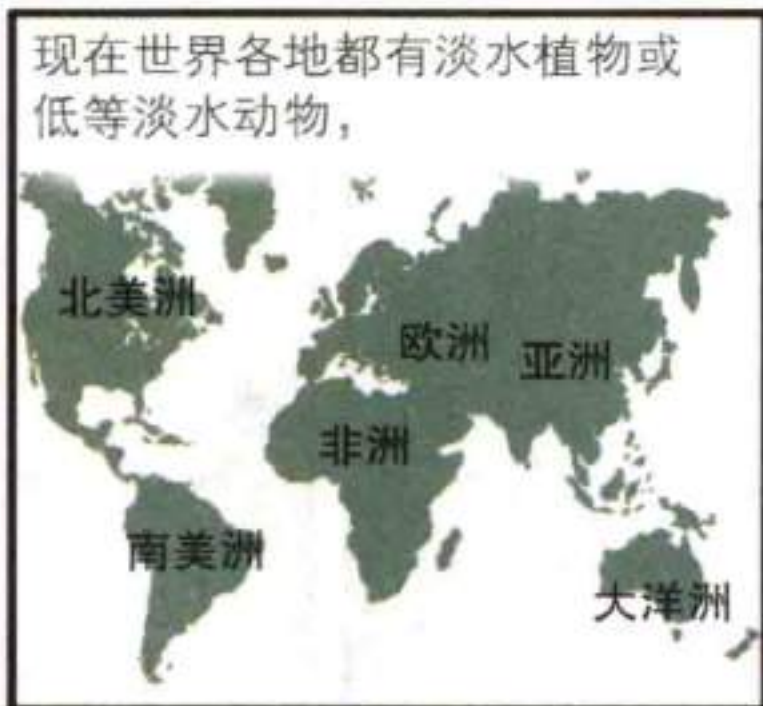 现在世界各地都有淡水植物或
低等淡水动物，
北美洲
欧洲
亚洲
非洲
南美洲
大洋洲